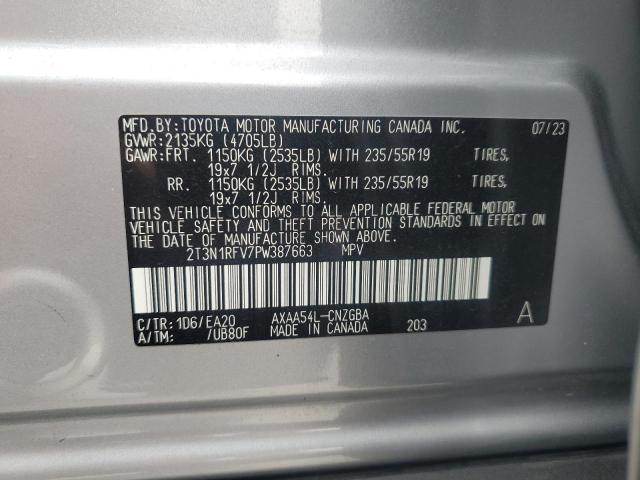 MFD.BY:TOYOTA MOTOR MANUFACTURING CANADA INC. 07/23
GVWR:2135KG (4705LB)
GAWR:FRT. 1150KG (2535LB) WITH 235/55R19 TIRES,
19x7 1/2J RIMS.
RR. 1150KG (2535LB) WITH 235/55R19 TIRES,
19x7 1/2J RIMS.
THIS VEHICLE CONFORMS TO ALL APPLICABLE FEDERAL MOTOR
VEHICLE SAFETY AND THEFT PREVENTION STANDARDS IN EFFECT ON
THE DATE OF MANUFACTURE SHOWN ABOVE.
2T3N1RFV7PW387663 MPV
C/TR:1D6/EA20 AXAA54L-CNZGBA A
A/TM: /UB80F MADE IN CANADA 203